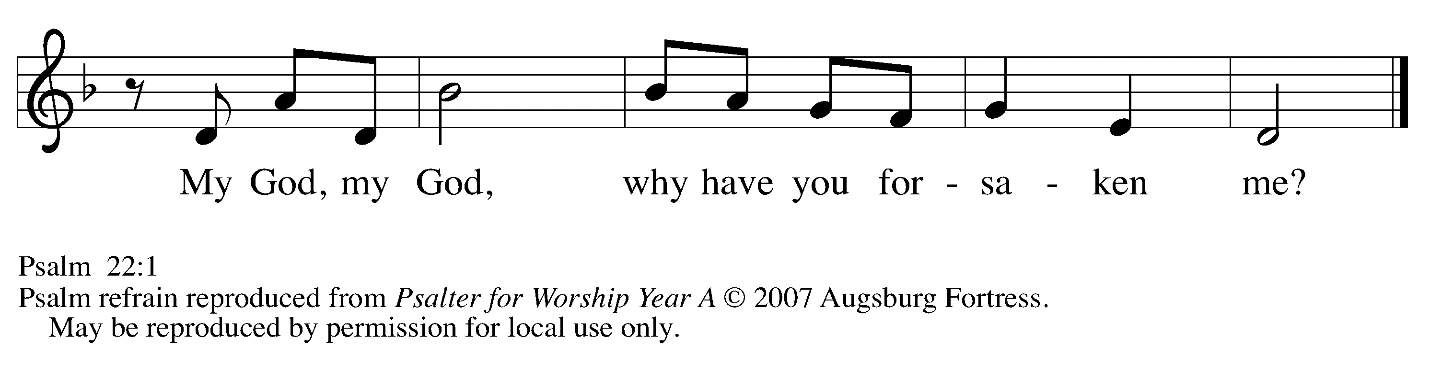 My God, my God, why have you for - sa - ken me?
Psalm 22:1
Psalm refrain reproduced from Psalter for Worship Year A © 2007 Augsburg Fortress.
May be reproduced by permission for local use only.